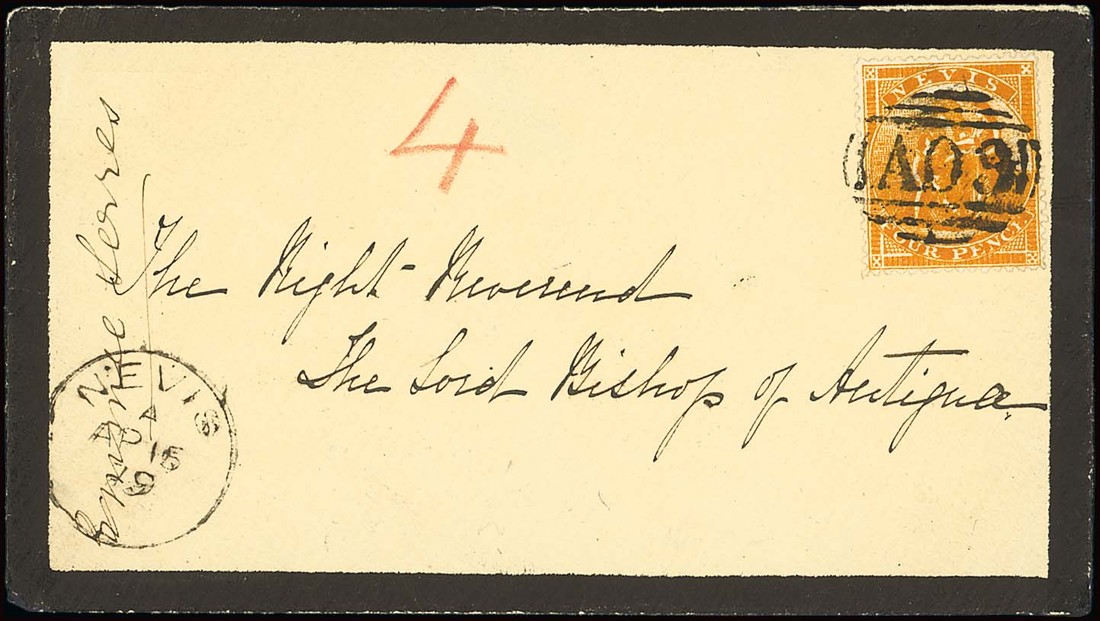 4
NEVIS
A09
FOUR PENCE
The Right Reverend
The Lord Bishop of Antigua
NEVIS
A
15